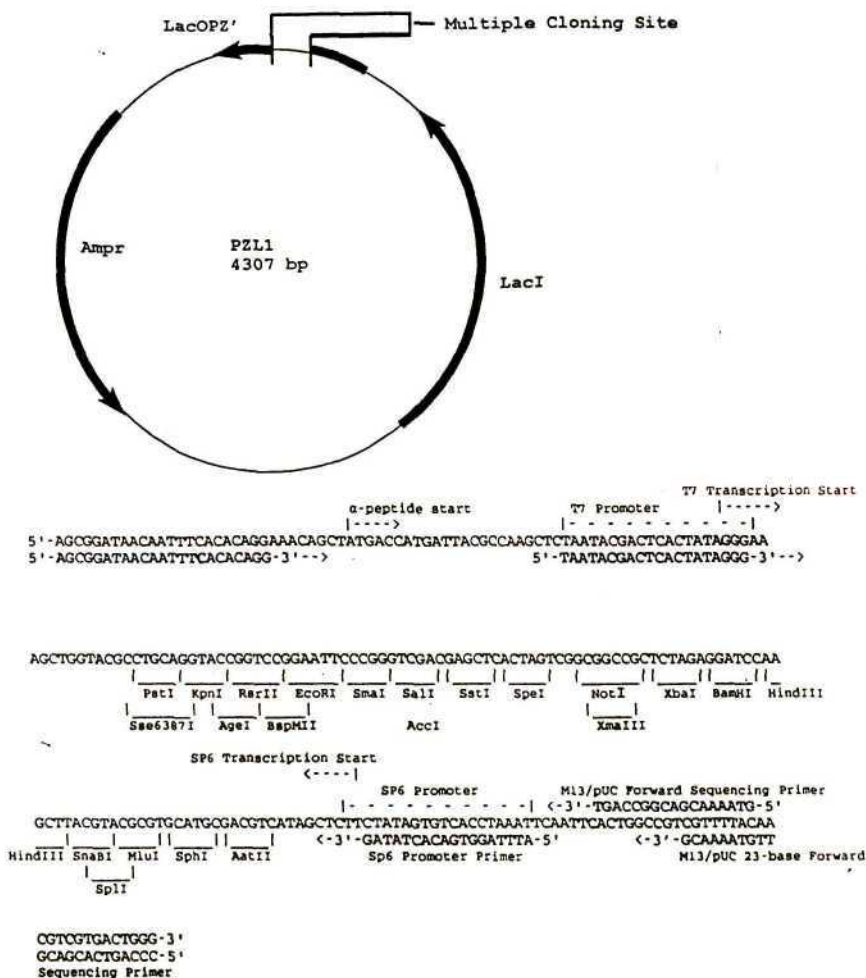 LacOPZ'
Multiple Cloning Site
Ampr
PZL1
4307 bp
LacI
T7 Transcription Start
α-peptide start
T7 Promoter
5'-AGCGGATAACAATTTCACACAGGAAACAGCTATGACCATGATTACGCCAAGCTCTAATACGACTCACTATAGGGAA
5'-AGCGGATAACAATTTCACACAGG-3'--> 5'-TAATACGACTCACTATAGGG-3'-->
AGCTGGTACGCCTGCAGGTACCGGTCCGGAATTCCCGGGTCGACGAGCTCACTAGTCGGCGGCCGCTCTAGAGGATCCAA
PstI KpnI RsrII EcoRI SmaI SalI SstI SpeI NotI XbaI BamHI HindIII
Sse6387I AgeI BspMII AccI XmaIII
SP6 Transcription Start
SP6 Promoter M13/pUC Forward Sequencing Primer
<-3'-TGACCGGCAGCAAAATG-5'
GCTTACGTACGCGTGCATGCGACGTCATAGCTCTTCTATAGTGTCACCTAAATTCAATTCACTGGCCGTCGTTTTACAA
HindIII SnaBI MluI SphI AatII <-3'-GATATCACAGTGGATTTA-5' <-3'-GCAAAATGTT
SplI Sp6 Promoter Primer M13/pUC 23-base Forward
CGTCGTGACTGGG-3'
GCAGCACTGACCC-5'
Sequencing Primer